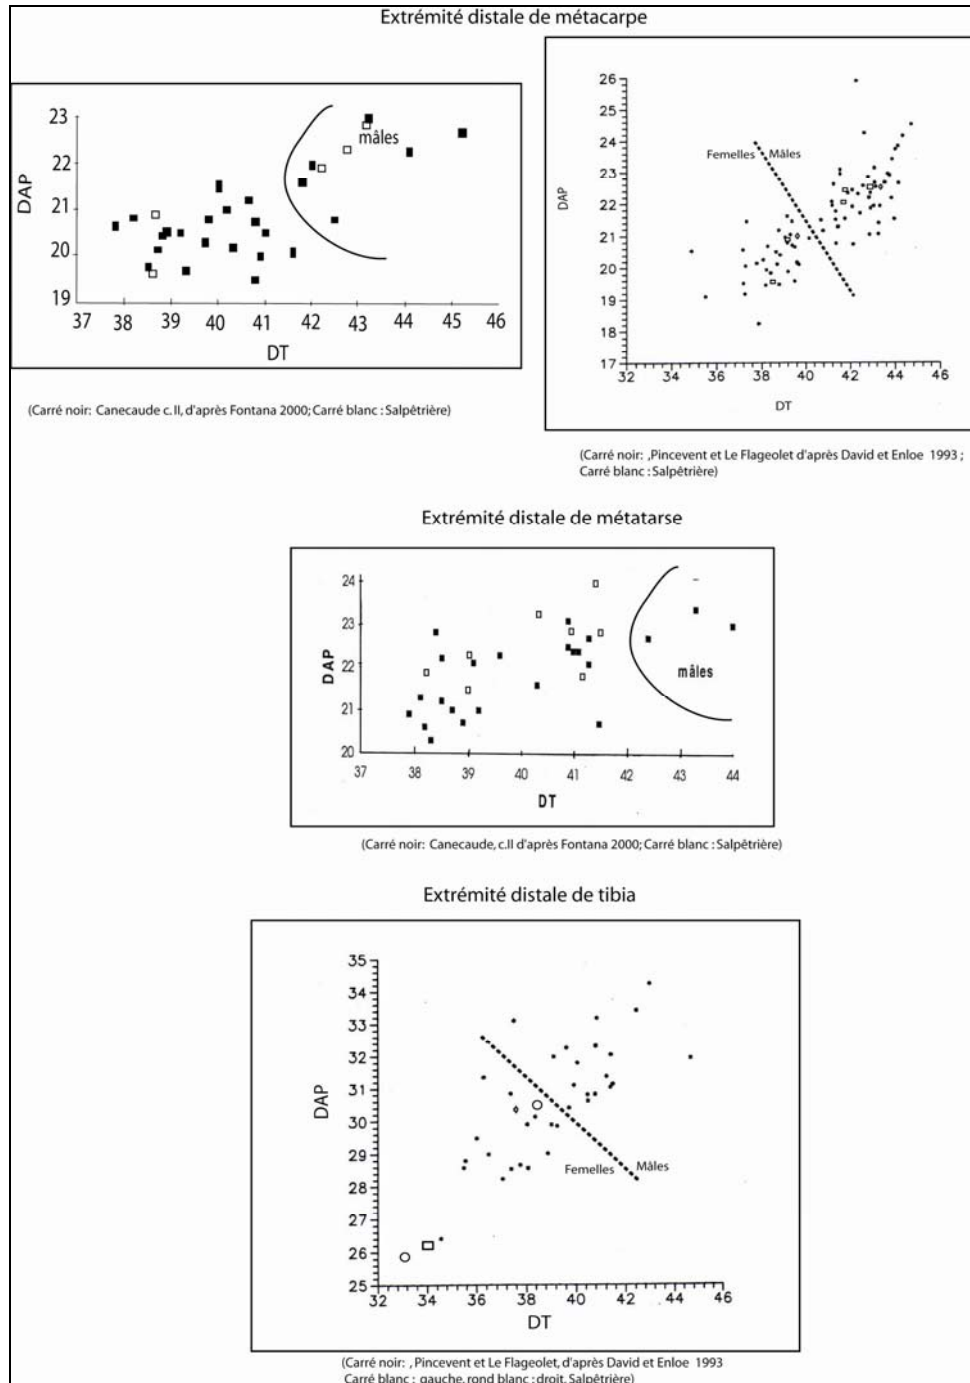 Extrémité distale de métacarpe
DAP
23
22
21
20
19
mâles
37 38 39 40 41 42 43 44 45 46
DT
(Carré noir: Canecaude c. II, d'après Fontana 2000; Carré blanc : Salpêtrière)
DAP
26
25
24
23
22
21
20
19
18
17
Femelles Mâles
32 34 36 38 40 42 44 46
DT
(Carré noir: ,Pincevent et Le Flageolet d'après David et Enloe 1993 ;
Carré blanc : Salpêtrière)
Extrémité distale de métatarse
DAP
24
23
22
21
20
mâles
37 38 39 40 41 42 43 44
DT
(Carré noir: Canecaude, c.II d'après Fontana 2000; Carré blanc : Salpêtrière)
Extrémité distale de tibia
DAP
35
34
33
32
31
30
29
28
27
26
25
Femelles Mâles
32 34 36 38 40 42 44 46
DT
(Carré noir: , Pincevent et Le Flageolet, d'après David et Enloe 1993
Carré blanc : gauche, rond blanc : droit, Salpêtrière)